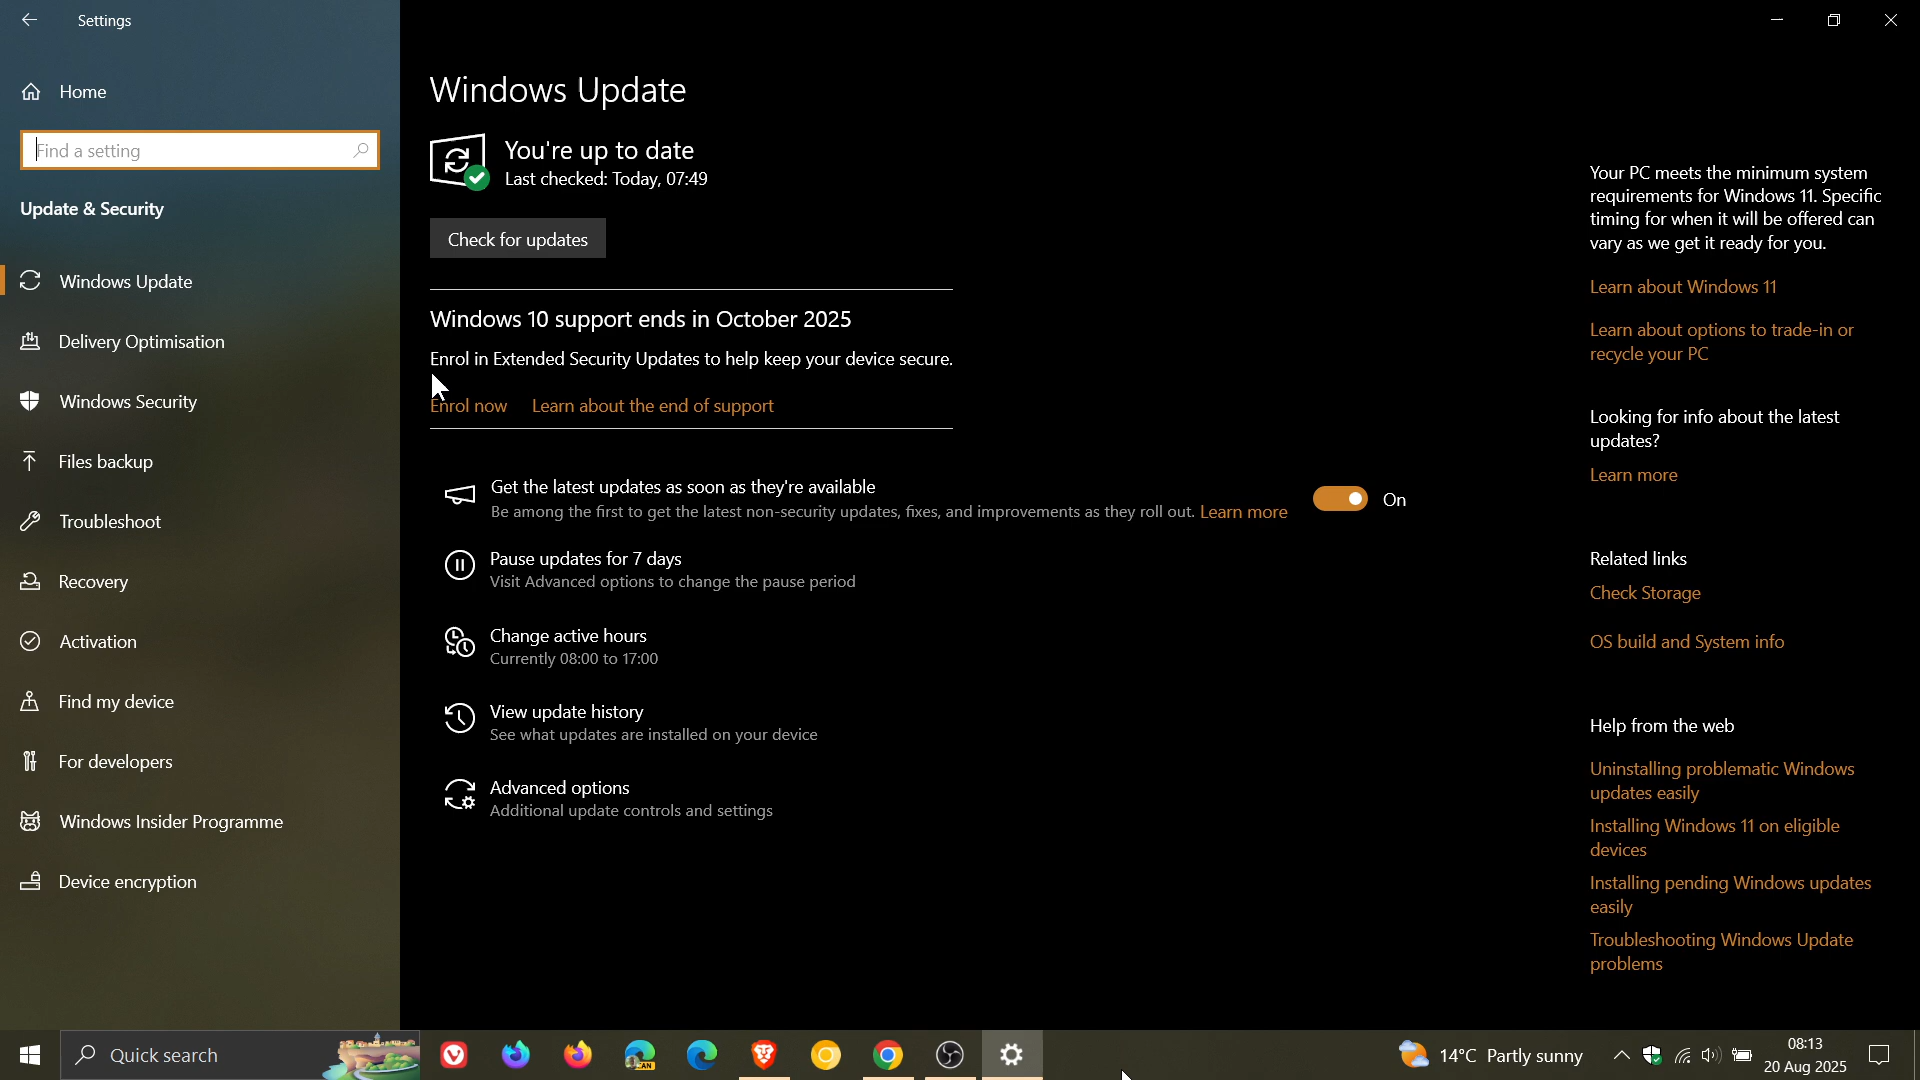 Settings
Home
Find a setting
Update & Security
Windows Update
Delivery Optimisation
Windows Security
Files backup
Troubleshoot
Recovery
Activation
Find my device
For developers
Windows Insider Programme
Device encryption
Windows Update
You're up to date
Last checked: Today, 07:49
Check for updates
Windows 10 support ends in October 2025
Enrol in Extended Security Updates to help keep your device secure.
Enrol now Learn about the end of support
Get the latest updates as soon as they're available
Be among the first to get the latest non-security updates, fixes, and improvements as they roll out. Learn more
On
Pause updates for 7 days
Visit Advanced options to change the pause period
Change active hours
Currently 08:00 to 17:00
View update history
See what updates are installed on your device
Advanced options
Additional update controls and settings
Your PC meets the minimum system
requirements for Windows 11. Specific
timing for when it will be offered can
vary as we get it ready for you.
Learn about Windows 11
Learn about options to trade-in or
recycle your PC
Looking for info about the latest
updates?
Learn more
Related links
Check Storage
OS build and System info
Help from the web
Uninstalling problematic Windows
updates easily
Installing Windows 11 on eligible
devices
Installing pending Windows updates
easily
Troubleshooting Windows Update
problems
Quick search
CAN
14°C Partly sunny
08:13
20 Aug 2025